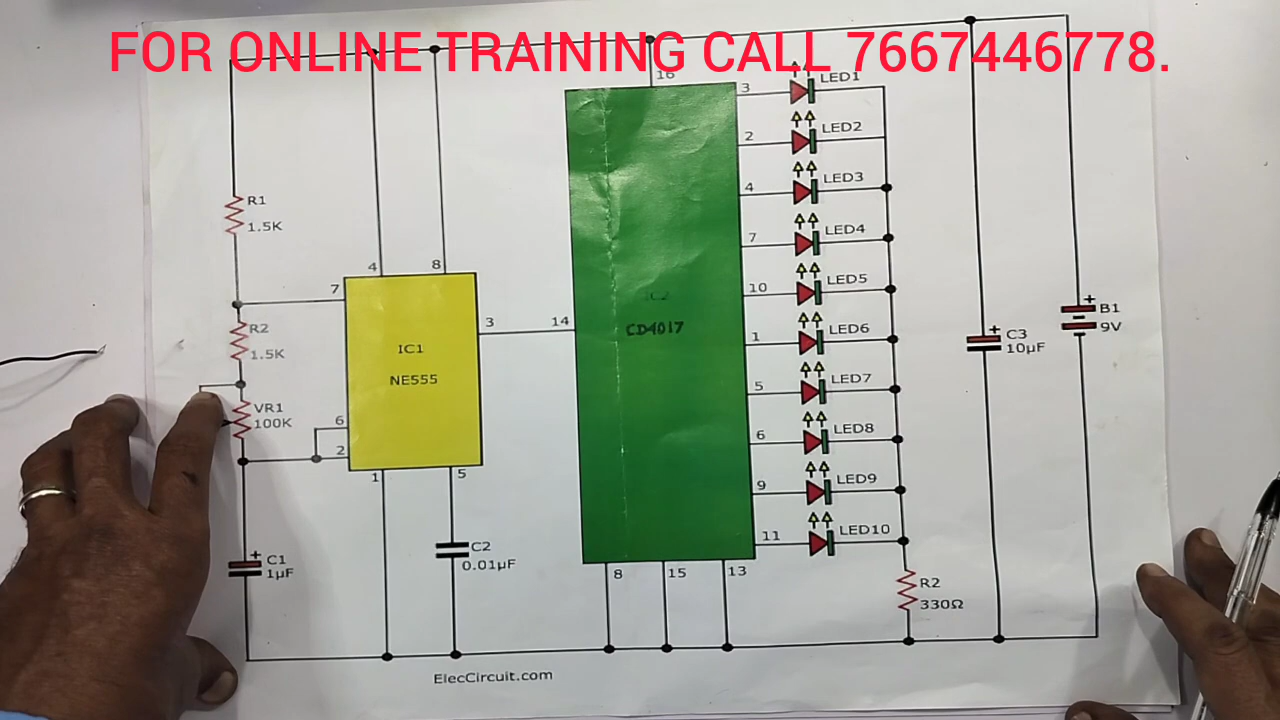 FOR ONLINE TRAINING CALL 7667446778.
16
3
LED1
2
LED2
4
LED3
7
LED4
10
LED5
1
LED6
5
LED7
6
LED8
9
LED9
11
LED10
R1
1.5K
4
8
7
R2
1.5K
3
14
IC1
NE555
CD4017
VR1
100K
6
2
1
5
C1
1µF
C2
0.01µF
8
15
13
R2
330Ω
C3
10µF
B1
9V
ElecCircuit.com